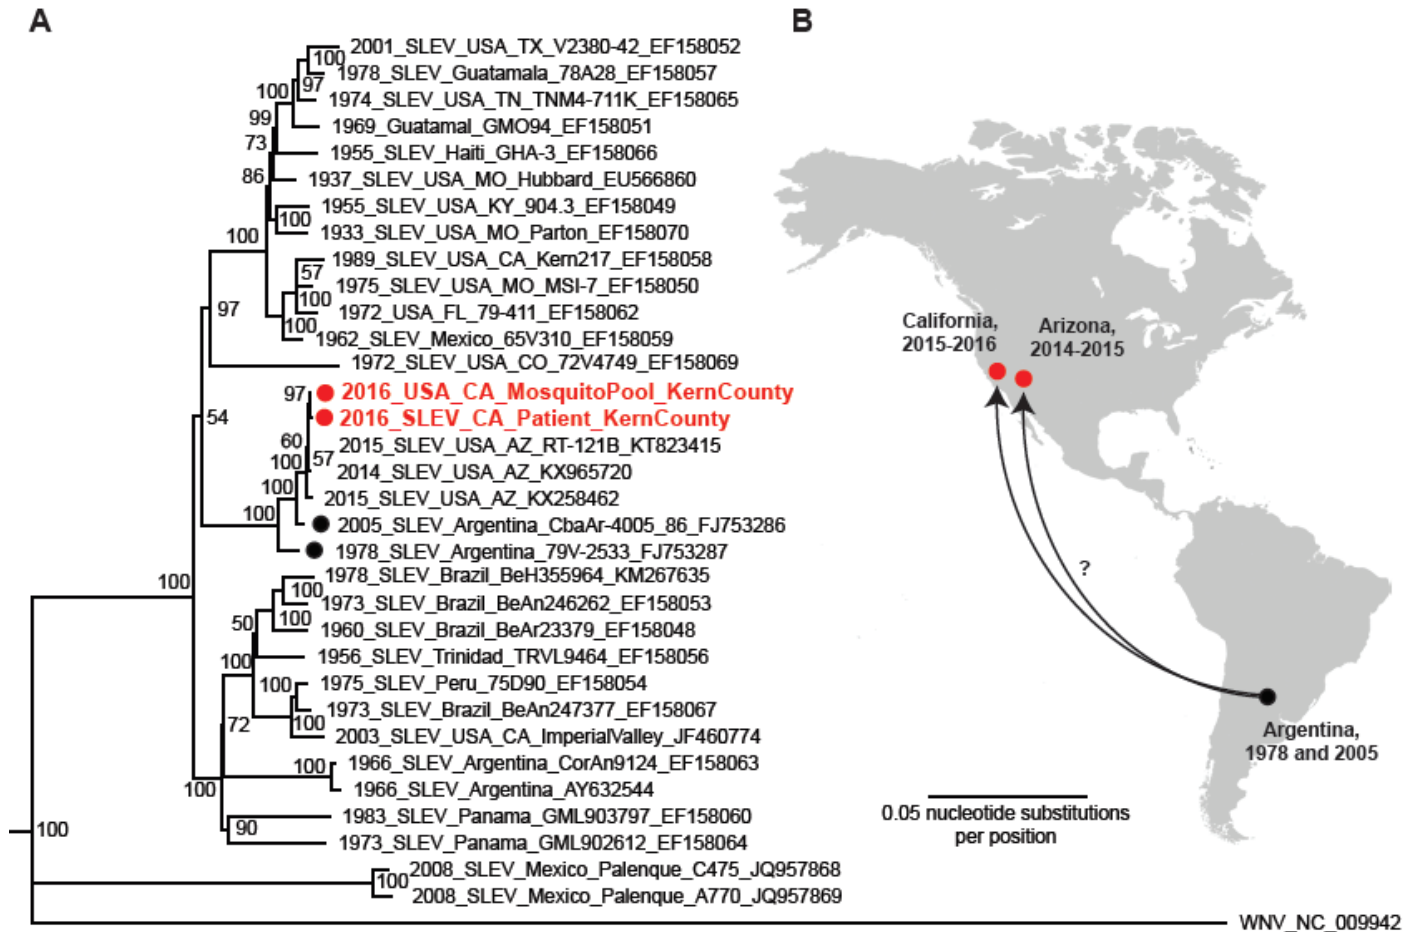 A
B
2001_SLEV_USA_TX_V2380-42_EF158052
100
1978_SLEV_Guatamala_78A28_EF158057
97
100
1974_SLEV_USA_TN_TNM4-711K_EF158065
99
1969_Guatamal_GMO94_EF158051
73
1955_SLEV_Haiti_GHA-3_EF158066
86
1937_SLEV_USA_MO_Hubbard_EU566860
1955_SLEV_USA_KY_904.3_EF158049
100
1933_SLEV_USA_MO_Parton_EF158070
100
1989_SLEV_USA_CA_Kern217_EF158058
57
1975_SLEV_USA_MO_MSI-7_EF158050
100
1972_USA_FL_79-411_EF158062
97
100
1962_SLEV_Mexico_65V310_EF158059
1972_SLEV_USA_CO_72V4749_EF158069
97
2016_USA_CA_MosquitoPool_KernCounty
54
2016_SLEV_CA_Patient_KernCounty
60
2015_SLEV_USA_AZ_RT-121B_KT823415
57
100
2014_SLEV_USA_AZ_KX965720
100
2015_SLEV_USA_AZ_KX258462
100
2005_SLEV_Argentina_CbaAr-4005_86_FJ753286
1978_SLEV_Argentina_79V-2533_FJ753287
100
1978_SLEV_Brazil_BeH355964_KM267635
100
1973_SLEV_Brazil_BeAn246262_EF158053
100
50
1960_SLEV_Brazil_BeAr23379_EF158048
100
1956_SLEV_Trinidad_TRVL9464_EF158056
100
1975_SLEV_Peru_75D90_EF158054
1973_SLEV_Brazil_BeAn247377_EF158067
72
100
2003_SLEV_USA_CA_ImperialValley_JF460774
100
1966_SLEV_Argentina_CorAn9124_EF158063
100
1966_SLEV_Argentina_AY632544
1983_SLEV_Panama_GML903797_EF158060
90
1973_SLEV_Panama_GML902612_EF158064
100
2008_SLEV_Mexico_Palenque_C475_JQ957868
100
2008_SLEV_Mexico_Palenque_A770_JQ957869
WNV_NC_009942
California,
2015-2016
Arizona,
2014-2015
?
Argentina,
1978 and 2005
0.05 nucleotide substitutions
per position